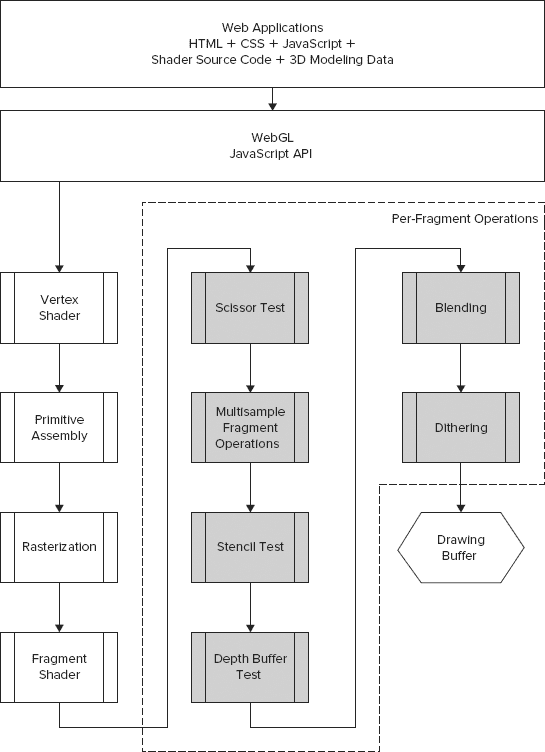 Web Applications
HTML + CSS + JavaScript +
Shader Source Code + 3D Modeling Data
WebGL
JavaScript API
Per-Fragment Operations
Vertex
Shader
Primitive
Assembly
Rasterization
Fragment
Shader
Scissor Test
Multisample
Fragment
Operations
Stencil Test
Depth Buffer
Test
Blending
Dithering
Drawing
Buffer